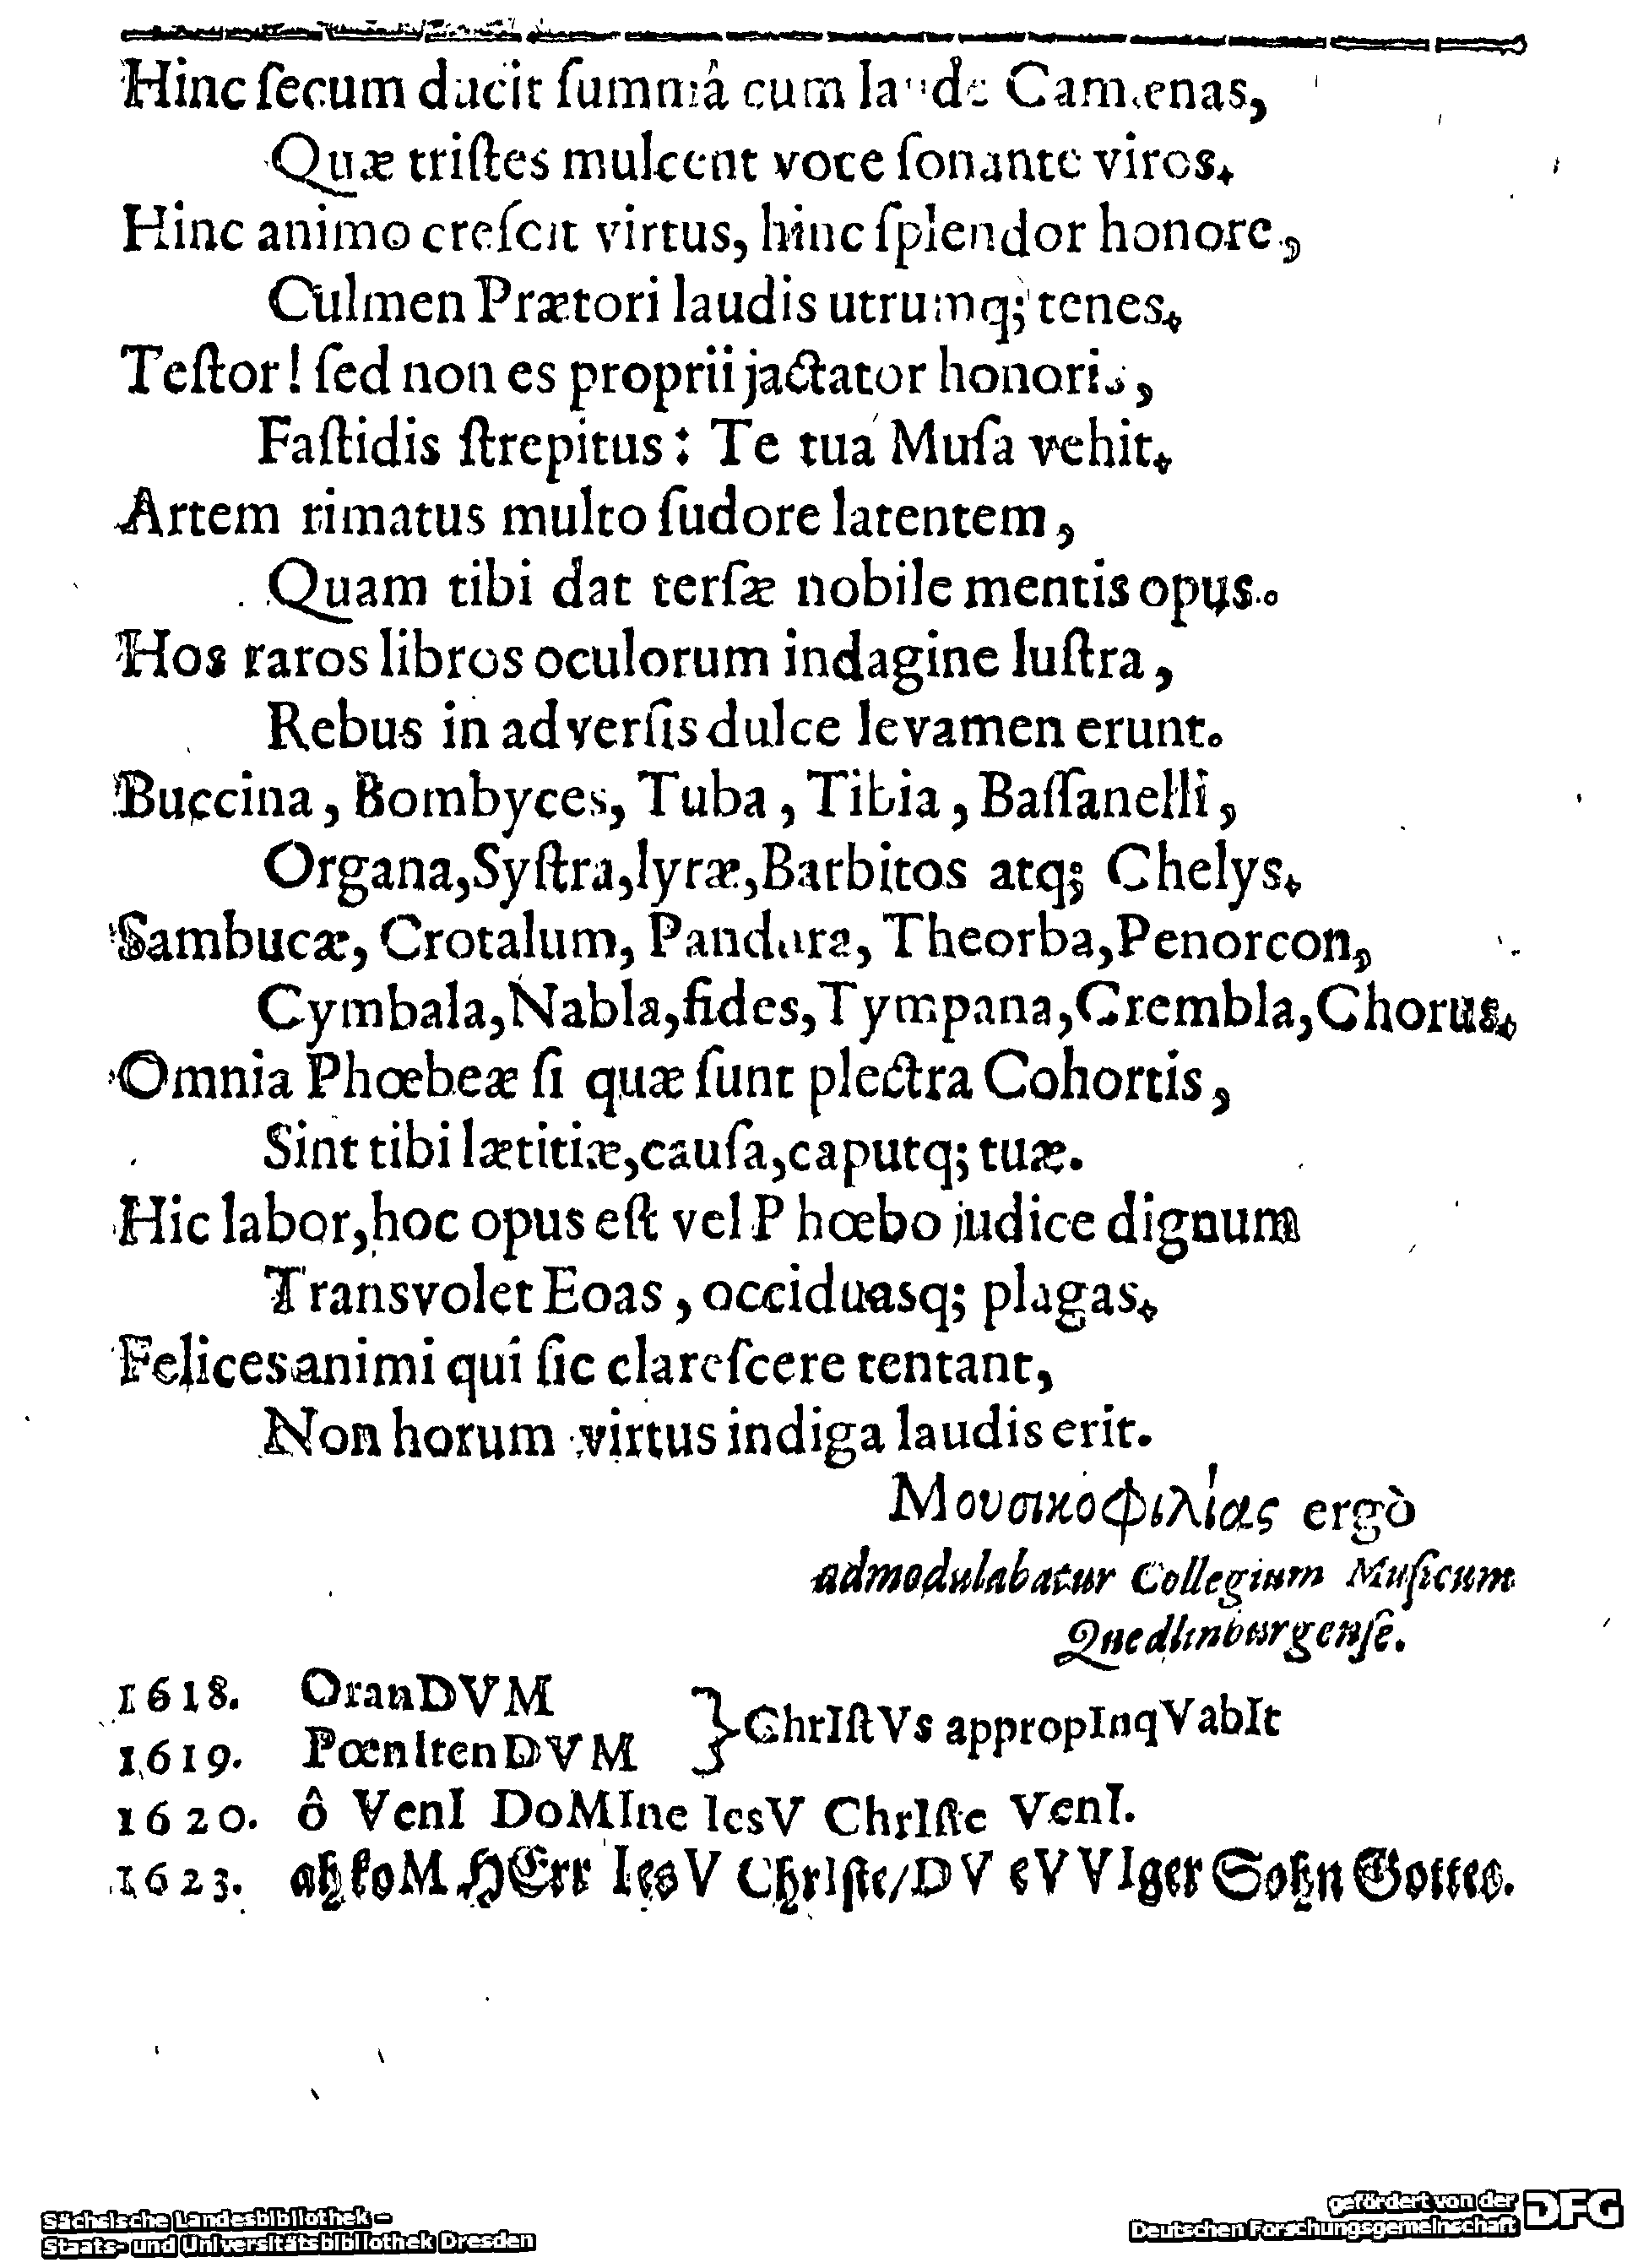 Hinc ſecum ducit ſummâ cum laude Camœnas,
Quæ triſtes mulcent voce ſonante viros.
Hinc animo creſcit virtus, hinc ſplendor honore,
Culmen Prætori laudis utrumq; tenes.
Teſtor! ſed non es proprii jactator honoris,
Faſtidis ſtrepitus: Te tua Muſa vehit.
Artem rimatus multo ſudore latentem,
Quam tibi dat terſæ nobile mentis opus.
Hos raros libros oculorum indagine luſtra,
Rebus in adverſis dulce levamen erunt.
Buccina, Bombyces, Tuba, Tibia, Baſſanelli,
Organa, Syſtra, lyræ, Barbitos atq; Chelys.
Sambucæ, Crotalum, Pandura, Theorba, Penorcon,
Cymbala, Nabla, fides, Tympana, Crembla, Chorus.
Omnia Phœbeæ ſi quæ ſunt plectra Cohortis,
Sint tibi lætitiæ, cauſa, caputq; tuæ.
Hic labor, hoc opus eſt vel Phœbo judice dignum
Transvolet Eoas, occiduasq; plagas.
Felices animi qui ſic clareſcere tentant,
Non horum virtus indiga laudis erit.
Μουσικοφιλίας ergò
admodulabatur Collegium Muſicum
Quedlinburgenſe.
1618. OranDVM
1619. PœnItenDVM } ChrIſtVs appropInqVabIt
1620. ô VenI DoMIne IesV ChrIſte VenI.
1623. ah koM HErr IesV ChrIſte/ DV eVVIger Sohn Gottes.
Sächsische Landesbibliothek –
Staats- und Universitätsbibliothek Dresden
gefördert von der
Deutschen Forschungsgemeinschaft DFG